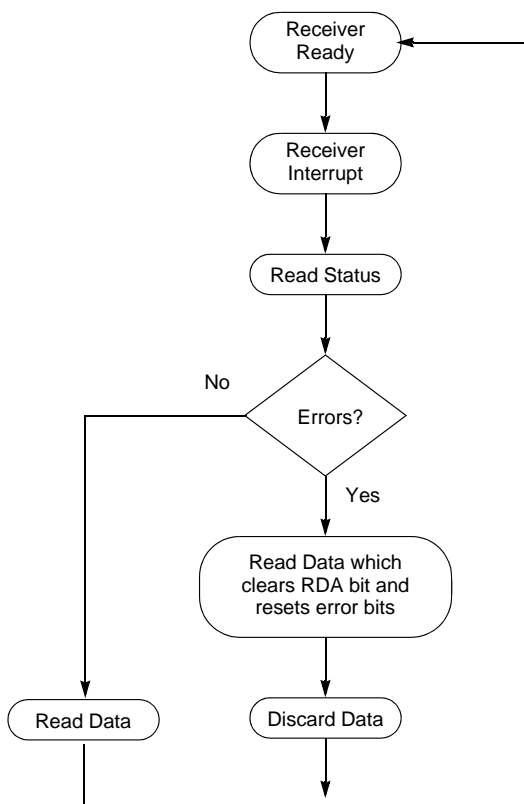 Receiver
Ready
Receiver
Interrupt
Read Status
No
Errors?
Yes
Read Data which
clears RDA bit and
resets error bits
Read Data
Discard Data